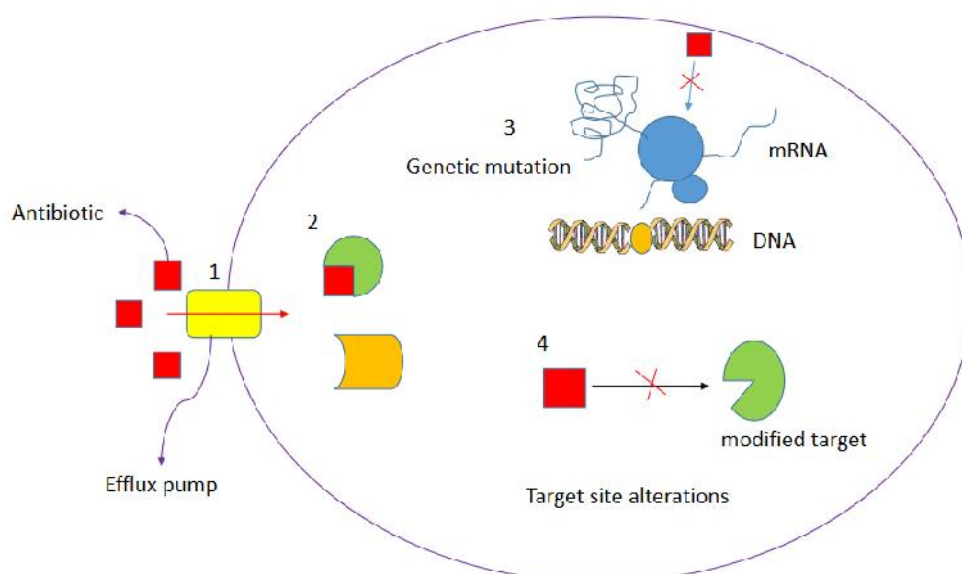 3
Genetic mutation
mRNA
Antibiotic
2
DNA
1
4
modified target
Efflux pump
Target site alterations